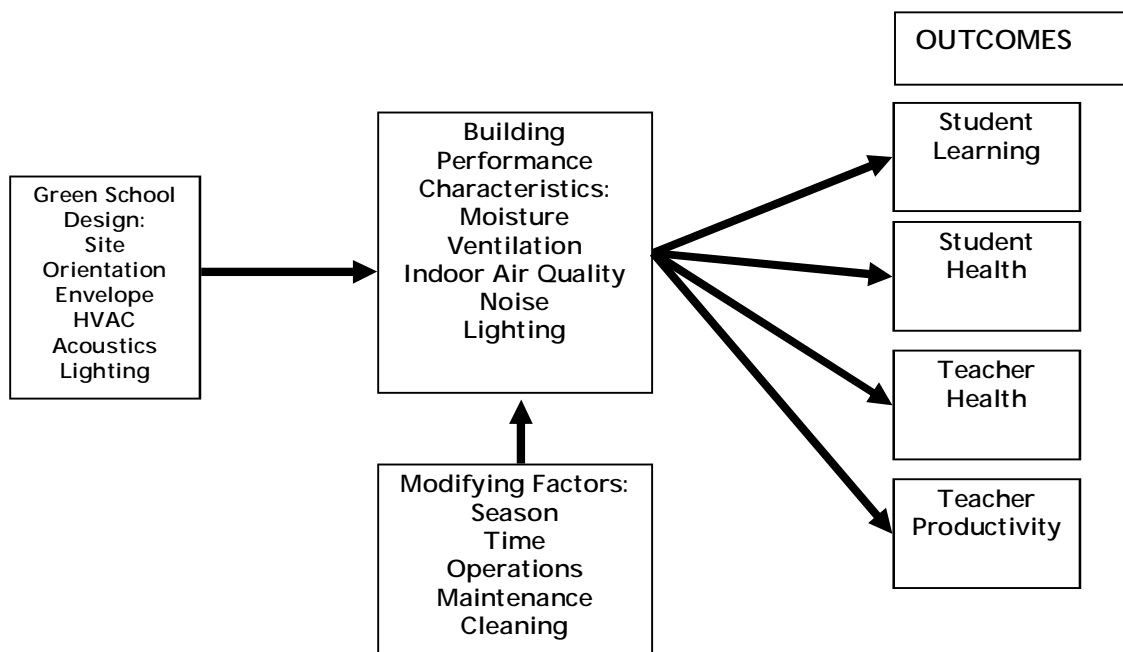 Green School
Design:
Site
Orientation
Envelope
HVAC
Acoustics
Lighting
Building
Performance
Characteristics:
Moisture
Ventilation
Indoor Air Quality
Noise
Lighting
Modifying Factors:
Season
Time
Operations
Maintenance
Cleaning
OUTCOMES
Student
Learning
Student
Health
Teacher
Health
Teacher
Productivity